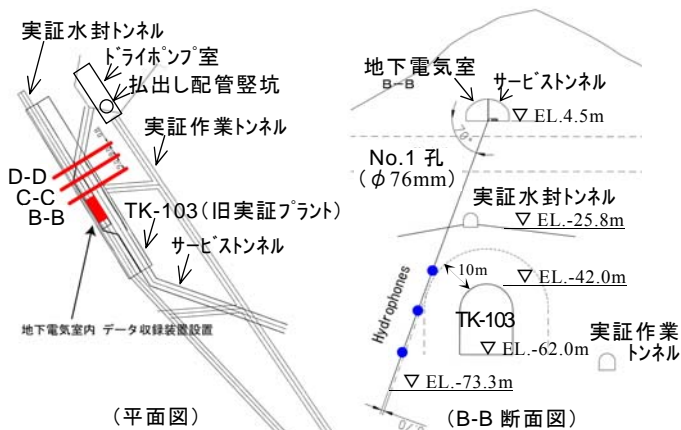 実証水封トンネル
ドライポンプ室
払出し配管竪坑
実証作業トンネル
D-D
C-C
B-B
TK-103(旧実証プラント)
サービストンネル
地下電気室内 データ収録装置設置
(平面図)
地下電気室
サービストンネル
B-B
▽ EL.4.5m
70°
No.1 孔
(φ76mm)
実証水封トンネル
▽ EL.-25.8m
10m
▽ EL.-42.0m
Hydrophones
TK-103
実証作業
トンネル
▽ EL.-62.0m
▽ EL.-73.3m
(B-B 断面図)